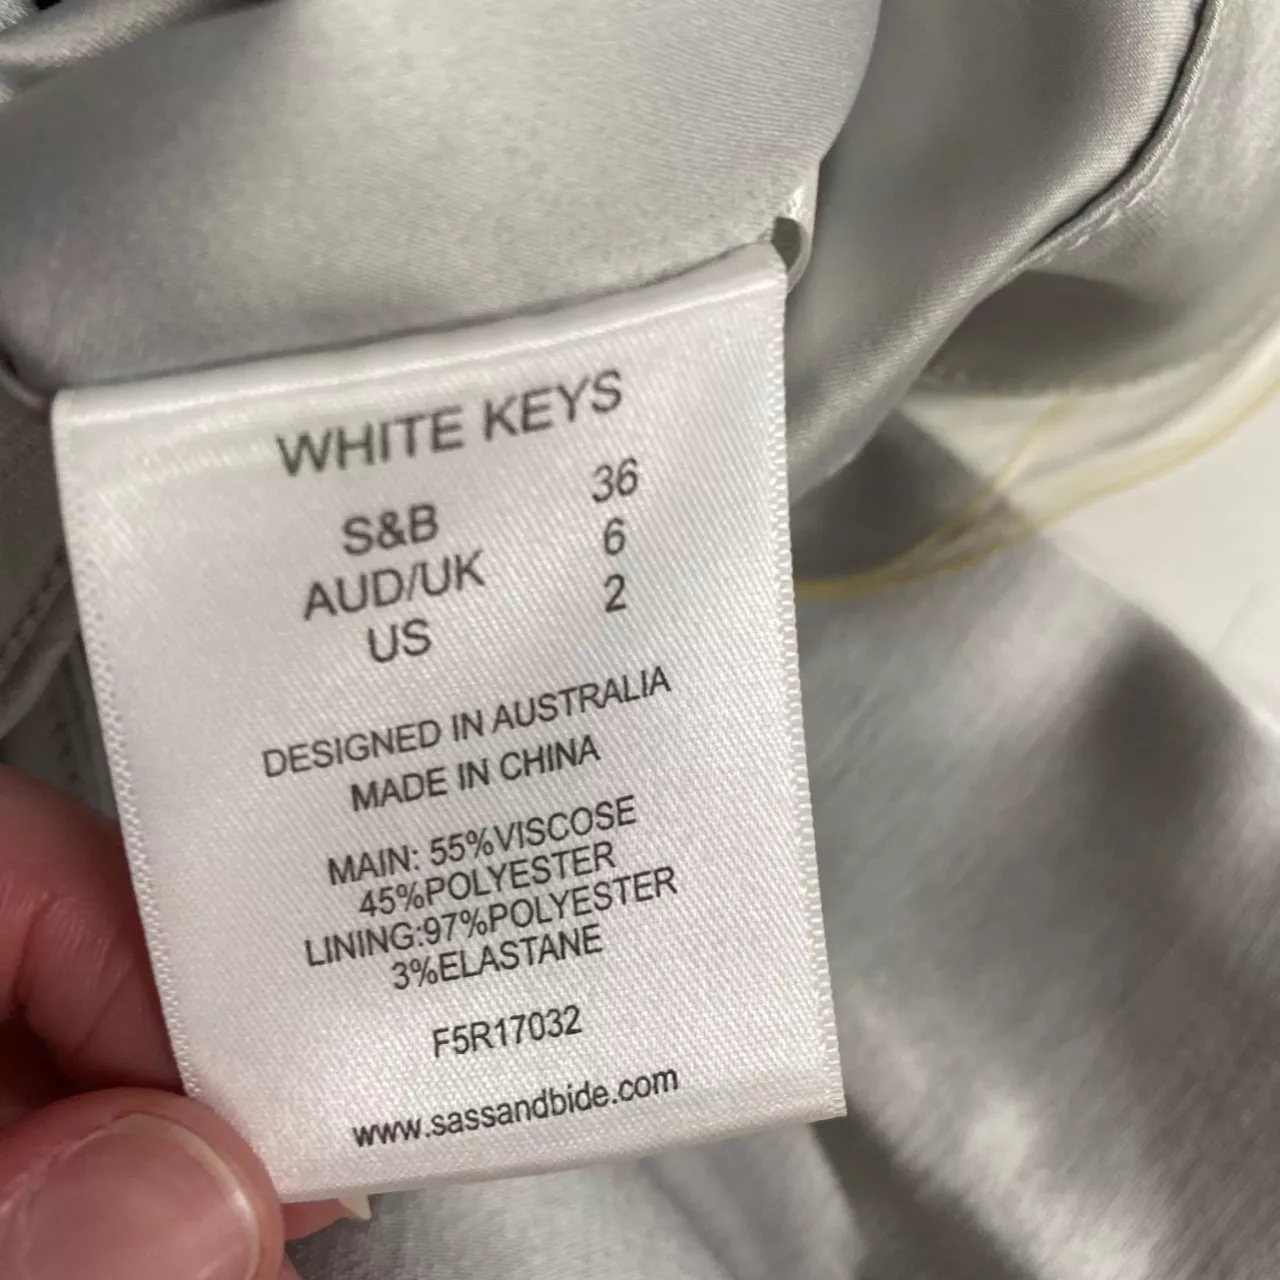 WHITE KEYS
S&B 36
AUD/UK 6
US 2
DESIGNED IN AUSTRALIA
MADE IN CHINA
MAIN: 55%VISCOSE
45%POLYESTER
LINING:97%POLYESTER
3%ELASTANE
F5R17032
www.sassandbide.com